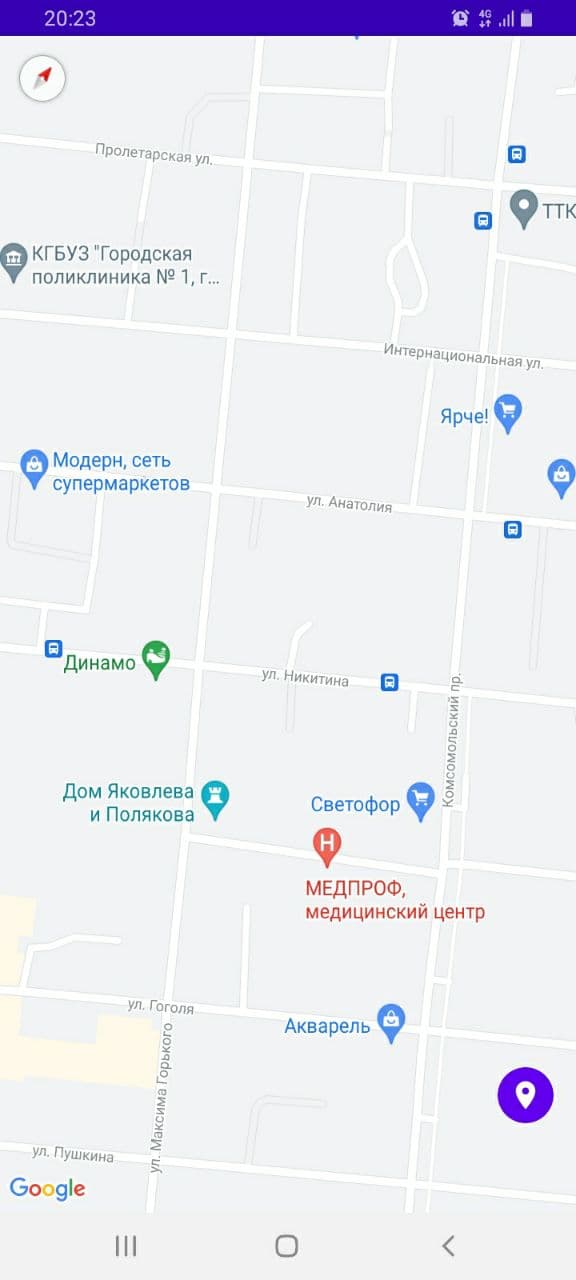 20:23
4G
Пролетарская ул.
ТТК
КГБУЗ "Городская
поликлиника № 1, г...
Интернациональная ул.
Ярче!
Модерн, сеть
супермаркетов
ул. Анатолия
Динамо
ул. Никитина
Комсомольский пр.
Дом Яковлева
и Полякова
Светофор
H
МЕДПРОФ,
медицинский центр
ул. Гоголя
Акварель
ул. Максима Горького
ул. Пушкина
Google